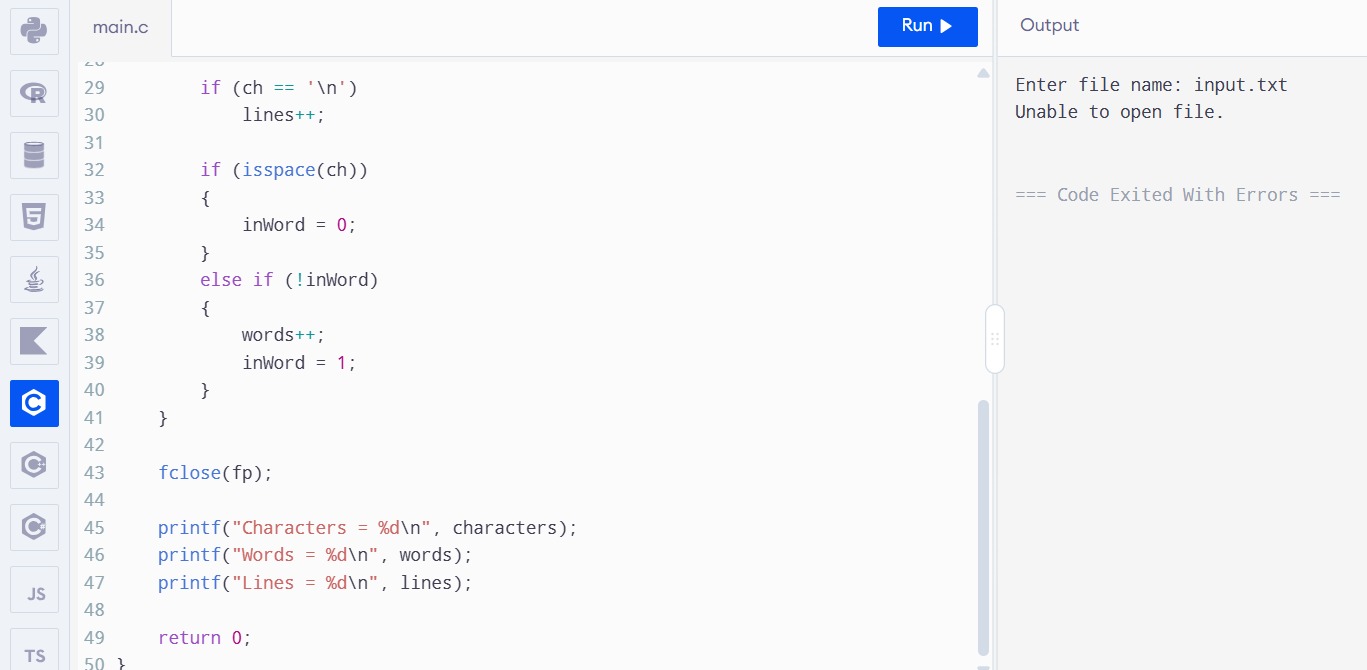 main.c
Run
Output
29 if (ch == '\n')
30 lines++;
31
32 if (isspace(ch))
33 {
34 inWord = 0;
35 }
36 else if (!inWord)
37 {
38 words++;
39 inWord = 1;
40 }
41 }
42
43 fclose(fp);
44
45 printf("Characters = %d\n", characters);
46 printf("Words = %d\n", words);
47 printf("Lines = %d\n", lines);
48
49 return 0;
50 }
Enter file name: input.txt
Unable to open file.
=== Code Exited With Errors ===
R
5
C
C
C
JS
TS